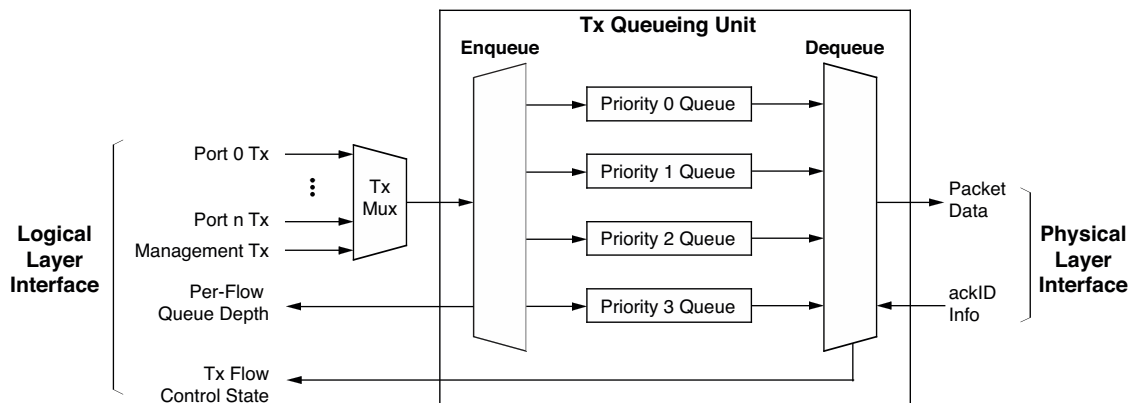 Tx Queueing Unit
Enqueue
Dequeue
Priority 0 Queue
Priority 1 Queue
Priority 2 Queue
Priority 3 Queue
Port 0 Tx
Port n Tx
Management Tx
Tx
Mux
Logical
Layer
Interface
Per-Flow
Queue Depth
Tx Flow
Control State
Packet
Data
ackID
Info
Physical
Layer
Interface